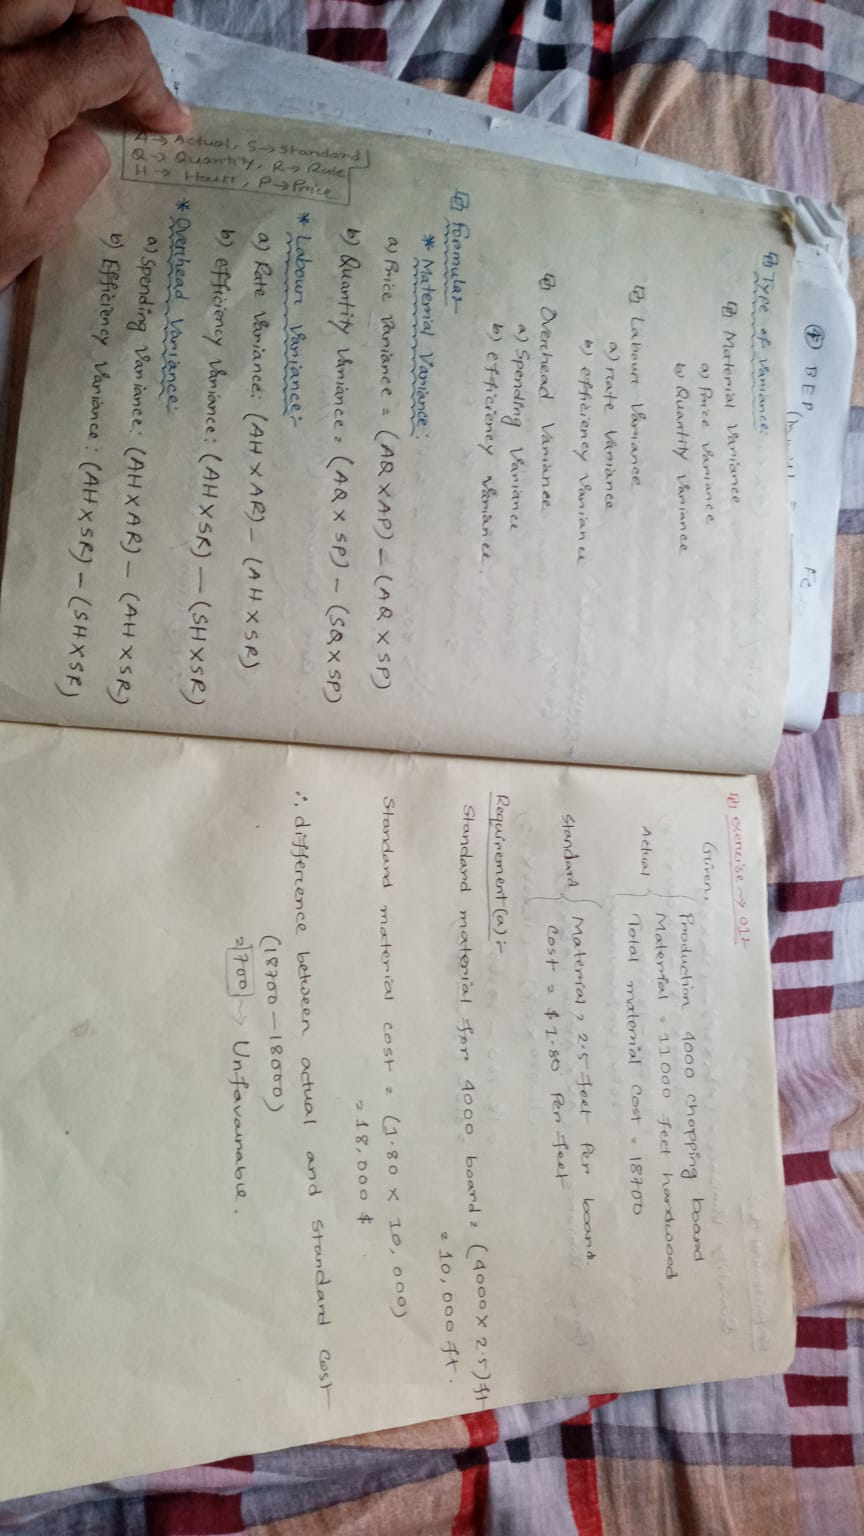 ④ BEP
FC
Type of Variance:
Material Variance
a) Price Variance
b) Quantity Variance
Labour Variance
a) rate Variance
b) efficiency Variance
Overhead Variance
a) Spending Variance
b) efficiency Variance.
Formula:-
* Material Variance:
a) Price Variance = (AQ X AP) – (AQ X SP)
b) Quantity Variance = (AQ X SP) – (SQ X SP)
* Labour Variance:-
a) Rate Variance: (AH X AR) – (AH X SR)
b) efficiency Variance: (AH X SR) – (SH X SR)
* Overhead Variance:-
a) Spending Variance: (AH X AR) – (AH X SR)
b) Efficiency Variance: (AH X SR) – (SH X SR)
A → Actual, S → Standard
Q → Quantity, R → Rate
H → Hour, P → Price
exercise → 01:-
Given,
Production 4000 chopping board
Actual Material = 11000 feet hardwood
Total material cost = 18700
Standard Material = 2.5 feet Per board.
Cost = $ 1.80 Per feet
Requirement (a):-
Standard material for 4000 board = (4000 X 2.5) ft
= 10,000 ft.
Standard material cost = (1.80 X 10,000)
= 18,000 $
∴ difference between actual and standard cost
(18700 – 18000)
= 700 → Unfavourable.